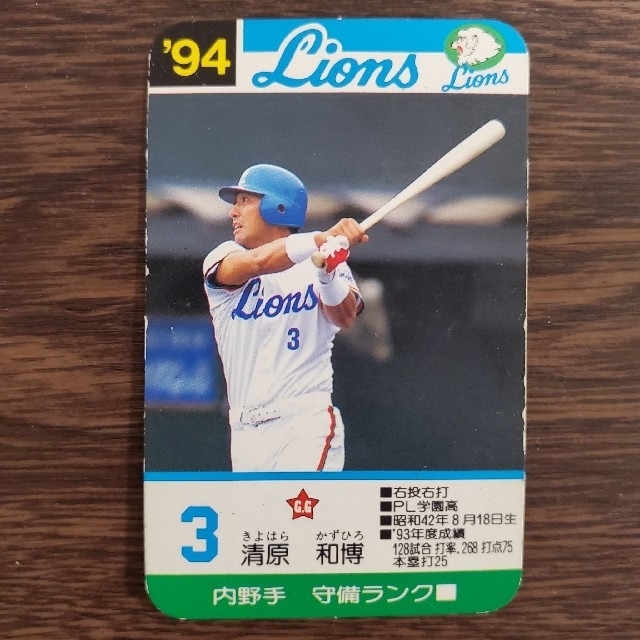 '94 Lions
Lions
Lions
3
G.G
■右投右打
■PL学園高
■昭和42年8月18日生
■'93年度成績
128試合 打率.268 打点75
本塁打25
3
きよはら かずひろ
清原 和博
内野手 守備ランク■